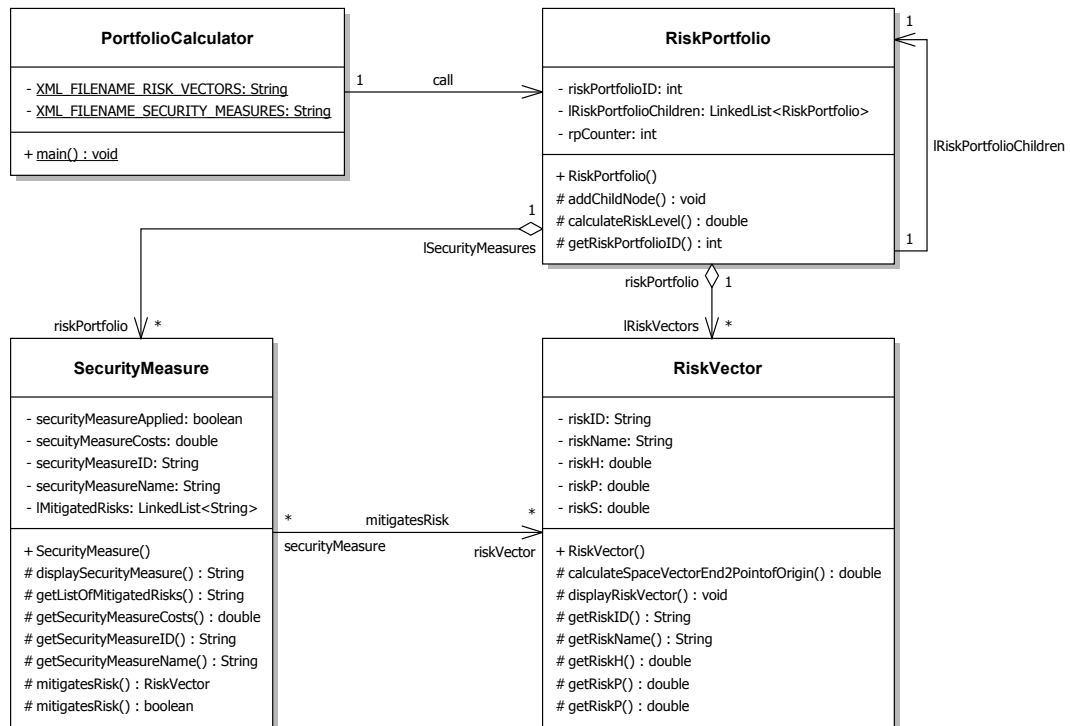 PortfolioCalculator
- XML_FILENAME_RISK_VECTORS: String
- XML_FILENAME_SECURITY_MEASURES: String
+ main() : void
1
call
RiskPortfolio
- riskPortfolioID: int
- lRiskPortfolioChildren: LinkedList<RiskPortfolio>
- rpCounter: int
+ RiskPortfolio()
# addChildNode() : void
# calculateRiskLevel() : double
# getRiskPortfolioID() : int
1
lRiskPortfolioChildren
1
1
lSecurityMeasures
riskPortfolio
*
riskPortfolio
1
lRiskVectors
*
SecurityMeasure
- securityMeasureApplied: boolean
- secuityMeasureCosts: double
- securityMeasureID: String
- securityMeasureName: String
- lMitigatedRisks: LinkedList<String>
+ SecurityMeasure()
# displaySecurityMeasure() : String
# getListOfMitigatedRisks() : String
# getSecurityMeasureCosts() : double
# getSecurityMeasureID() : String
# getSecurityMeasureName() : String
# mitigatesRisk() : RiskVector
# mitigatesRisk() : boolean
*
mitigatesRisk
*
securityMeasure
riskVector
RiskVector
- riskID: String
- riskName: String
- riskH: double
- riskP: double
- riskS: double
+ RiskVector()
# calculateSpaceVectorEnd2PointofOrigin() : double
# displayRiskVector() : void
# getRiskID() : String
# getRiskName() : String
# getRiskH() : double
# getRiskP() : double
# getRiskP() : double